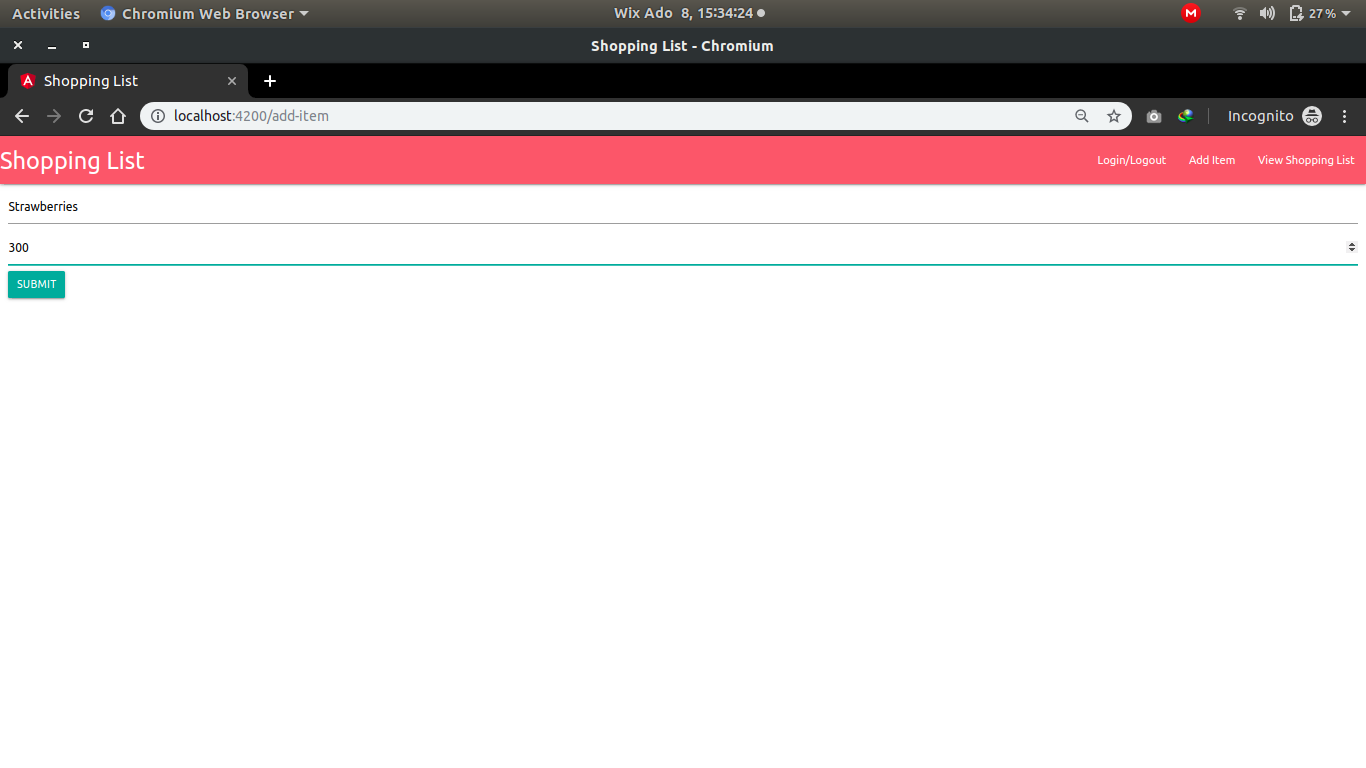 Activities Chromium Web Browser Wix Ado 8, 15:34:24 27%
Shopping List - Chromium
Shopping List
localhost:4200/add-item Incognito
Shopping List Login/Logout Add Item View Shopping List
Strawberries
300
SUBMIT